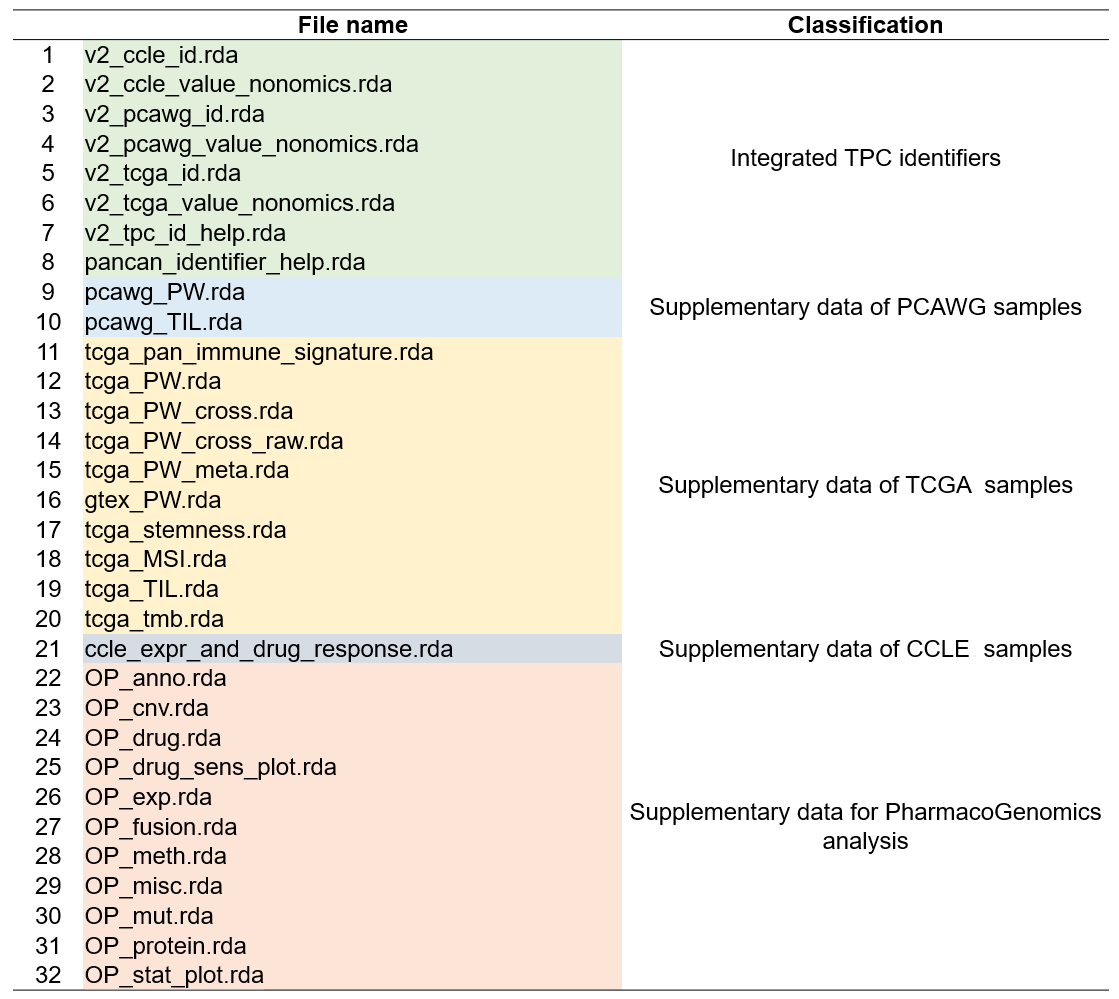 File name Classification
1 v2_ccle_id.rda
2 v2_ccle_value_nonomics.rda
3 v2_pcawg_id.rda
4 v2_pcawg_value_nonomics.rda
Integrated TPC identifiers
5 v2_tcga_id.rda
6 v2_tcga_value_nonomics.rda
7 v2_tpc_id_help.rda
8 pancan_identifier_help.rda
9 pcawg_PW.rda
Supplementary data of PCAWG samples
10 pcawg_TIL.rda
11 tcga_pan_immune_signature.rda
12 tcga_PW.rda
13 tcga_PW_cross.rda
14 tcga_PW_cross_raw.rda
15 tcga_PW_meta.rda
Supplementary data of TCGA  samples
16 gtex_PW.rda
17 tcga_stemness.rda
18 tcga_MSI.rda
19 tcga_TIL.rda
20 tcga_tmb.rda
21 ccle_expr_and_drug_response.rda Supplementary data of CCLE  samples
22 OP_anno.rda
23 OP_cnv.rda
24 OP_drug.rda
25 OP_drug_sens_plot.rda
26 OP_exp.rda
Supplementary data for PharmacoGenomics
27 OP_fusion.rda
analysis
28 OP_meth.rda
29 OP_misc.rda
30 OP_mut.rda
31 OP_protein.rda
32 OP_stat_plot.rda